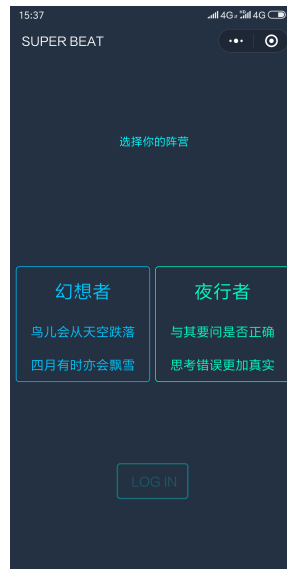 15:37
4G 4G
SUPER BEAT
选择你的阵营
幻想者
鸟儿会从天空跌落
四月有时亦会飘雪
夜行者
与其要问是否正确
思考错误更加真实
LOG IN